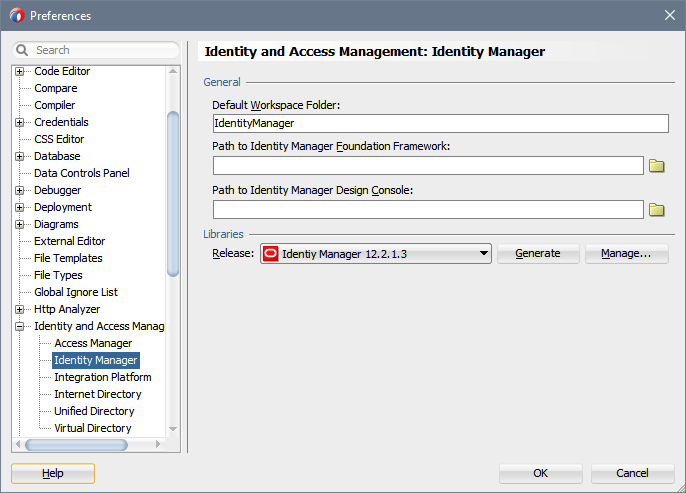 Preferences
Search
Code Editor
Compare
Compiler
Credentials
CSS Editor
Database
Data Controls Panel
Debugger
Deployment
Diagrams
External Editor
File Templates
File Types
Global Ignore List
Http Analyzer
Identity and Access Manag
Access Manager
Identity Manager
Integration Platform
Internet Directory
Unified Directory
Virtual Directory
Identity and Access Management: Identity Manager
General
Default Workspace Folder:
IdentityManager
Path to Identity Manager Foundation Framework:
Path to Identity Manager Design Console:
Libraries
Release: Identiy Manager 12.2.1.3 Generate Manage...
Help OK Cancel